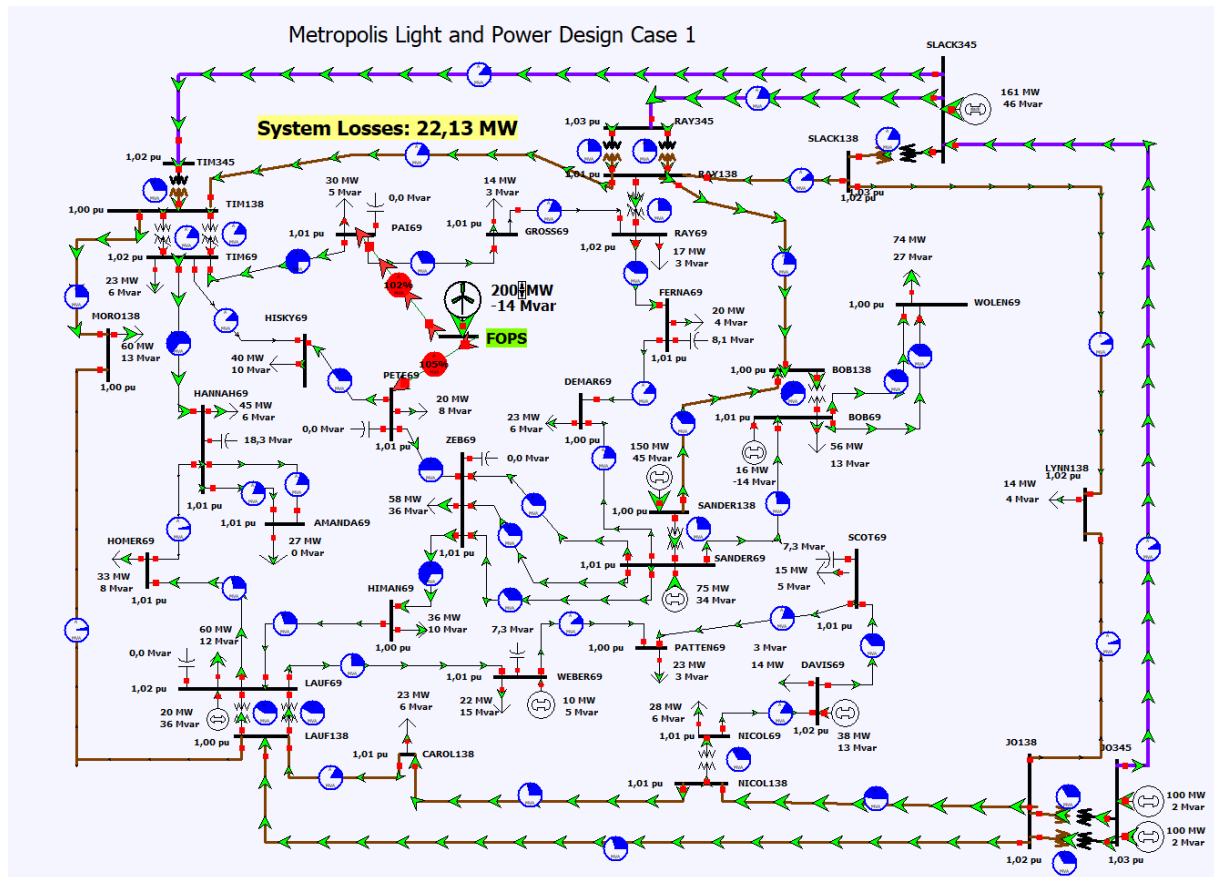 Metropolis Light and Power Design Case 1
SLACK345
161 MW
46 Mvar
System Losses: 22,13 MW
1,03 pu
RAY345
SLACK138
1,02 pu
TIM345
1,01 pu
RAY138
1,03 pu
1,02 pu
30 MW
5 Mvar
0,0 Mvar
14 MW
3 Mvar
1,00 pu
TIM138
1,01 pu
PAI69
1,01 pu
GROSS69
RAY69
1,02 pu
17 MW
3 Mvar
74 MW
27 Mvar
1,02 pu
TIM69
23 MW
6 Mvar
102%
200 MW
-14 Mvar
FOPS
FERNA69
20 MW
4 Mvar
8,1 Mvar
1,01 pu
1,00 pu
WOLEN69
MORO138
60 MW
13 Mvar
1,00 pu
HISKY69
40 MW
10 Mvar
105%
PETE69
20 MW
8 Mvar
0,0 Mvar
1,01 pu
DEMAR69
23 MW
6 Mvar
1,00 pu
1,00 pu
BOB138
1,01 pu
BOB69
56 MW
13 Mvar
16 MW
-14 Mvar
HANNAH69
45 MW
6 Mvar
18,3 Mvar
1,01 pu
1,01 pu
AMANDA69
27 MW
0 Mvar
ZEB69
0,0 Mvar
58 MW
36 Mvar
1,01 pu
150 MW
45 Mvar
1,00 pu
SANDER138
1,01 pu
SANDER69
75 MW
34 Mvar
LYNN138
1,02 pu
14 MW
4 Mvar
HOMER69
33 MW
8 Mvar
1,01 pu
HIMAN69
36 MW
10 Mvar
1,00 pu
7,3 Mvar
SCOT69
15 MW
5 Mvar
1,01 pu
60 MW
12 Mvar
0,0 Mvar
1,02 pu
LAUF69
20 MW
36 Mvar
1,00 pu
LAUF138
7,3 Mvar
1,01 pu
WEBER69
22 MW
15 Mvar
10 MW
5 Mvar
1,00 pu
PATTEN69
23 MW
3 Mvar
3 Mvar
14 MW
DAVIS69
1,02 pu
38 MW
13 Mvar
23 MW
6 Mvar
1,01 pu
CAROL138
28 MW
6 Mvar
1,01 pu
NICOL69
1,01 pu
NICOL138
JO138
JO345
100 MW
2 Mvar
100 MW
2 Mvar
1,02 pu
1,03 pu